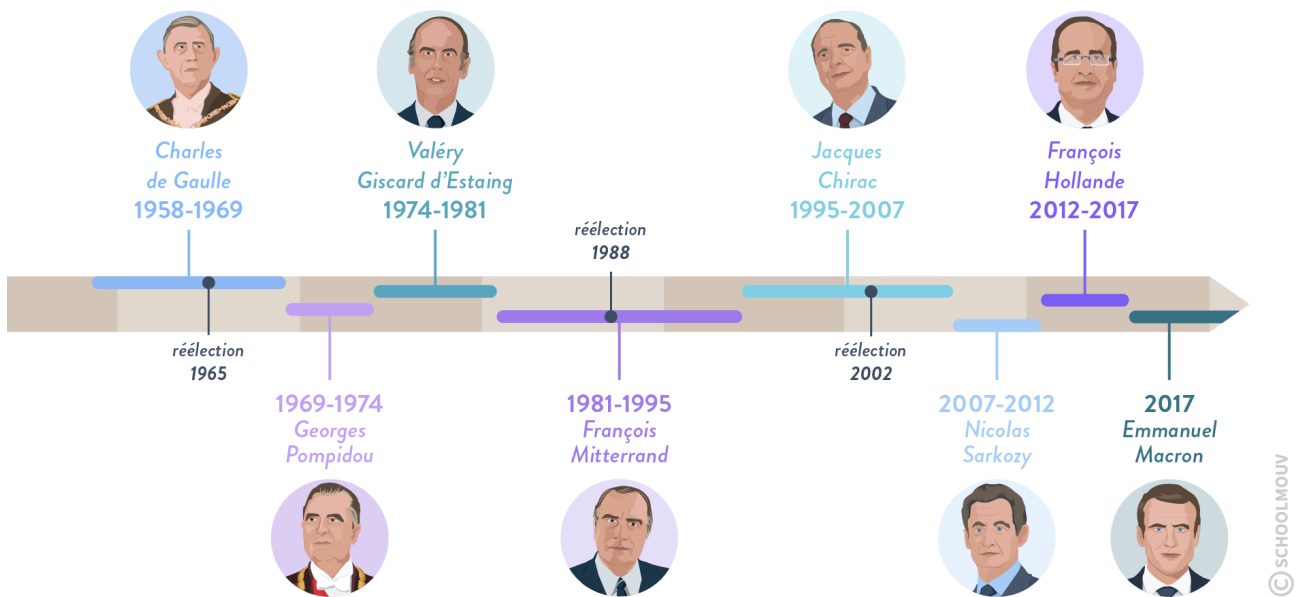 Charles
de Gaulle
1958-1969
Valéry
Giscard d’Estaing
1974-1981
réélection
1988
Jacques
Chirac
1995-2007
François
Hollande
2012-2017
réélection
1965
1969-1974
Georges
Pompidou
1981-1995
François
Mitterrand
réélection
2002
2007-2012
Nicolas
Sarkozy
2017
Emmanuel
Macron
© SCHOOLMOUV